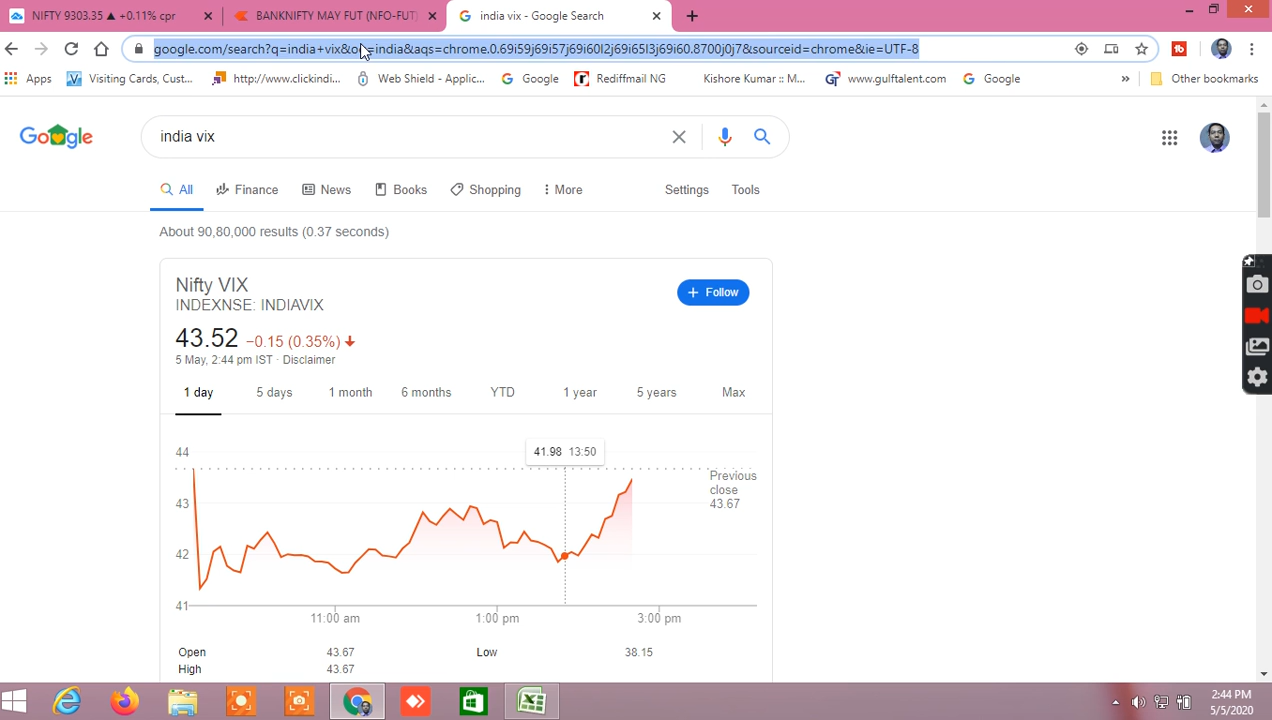 NIFTY 9303.35 ▲ +0.11% cpr
BANKNIFTY MAY FUT (NFO-FUT)
india vix - Google Search
google.com/search?q=india+vix&oq=india&aqs=chrome.0.69i59j69i57j69i60l2j69i65l3j69i60.8700j0j7&sourceid=chrome&ie=UTF-8
Apps
Visiting Cards, Cust...
http://www.clickindi...
Web Shield - Applic...
Google
Rediffmail NG
Kishore Kumar :: M...
www.gulftalent.com
Google
»
Other bookmarks
Google
india vix
All
Finance
News
Books
Shopping
More
Settings
Tools
About 90,80,000 results (0.37 seconds)
Nifty VIX
INDEXNSE: INDIAVIX
+ Follow
43.52 −0.15 (0.35%)
5 May, 2:44 pm IST · Disclaimer
1 day
5 days
1 month
6 months
YTD
1 year
5 years
Max
41.98 13:50
44
43
42
41
Previous
close
43.67
11:00 am
1:00 pm
3:00 pm
Open 43.67
Low 38.15
High 43.67
2:44 PM
5/5/2020